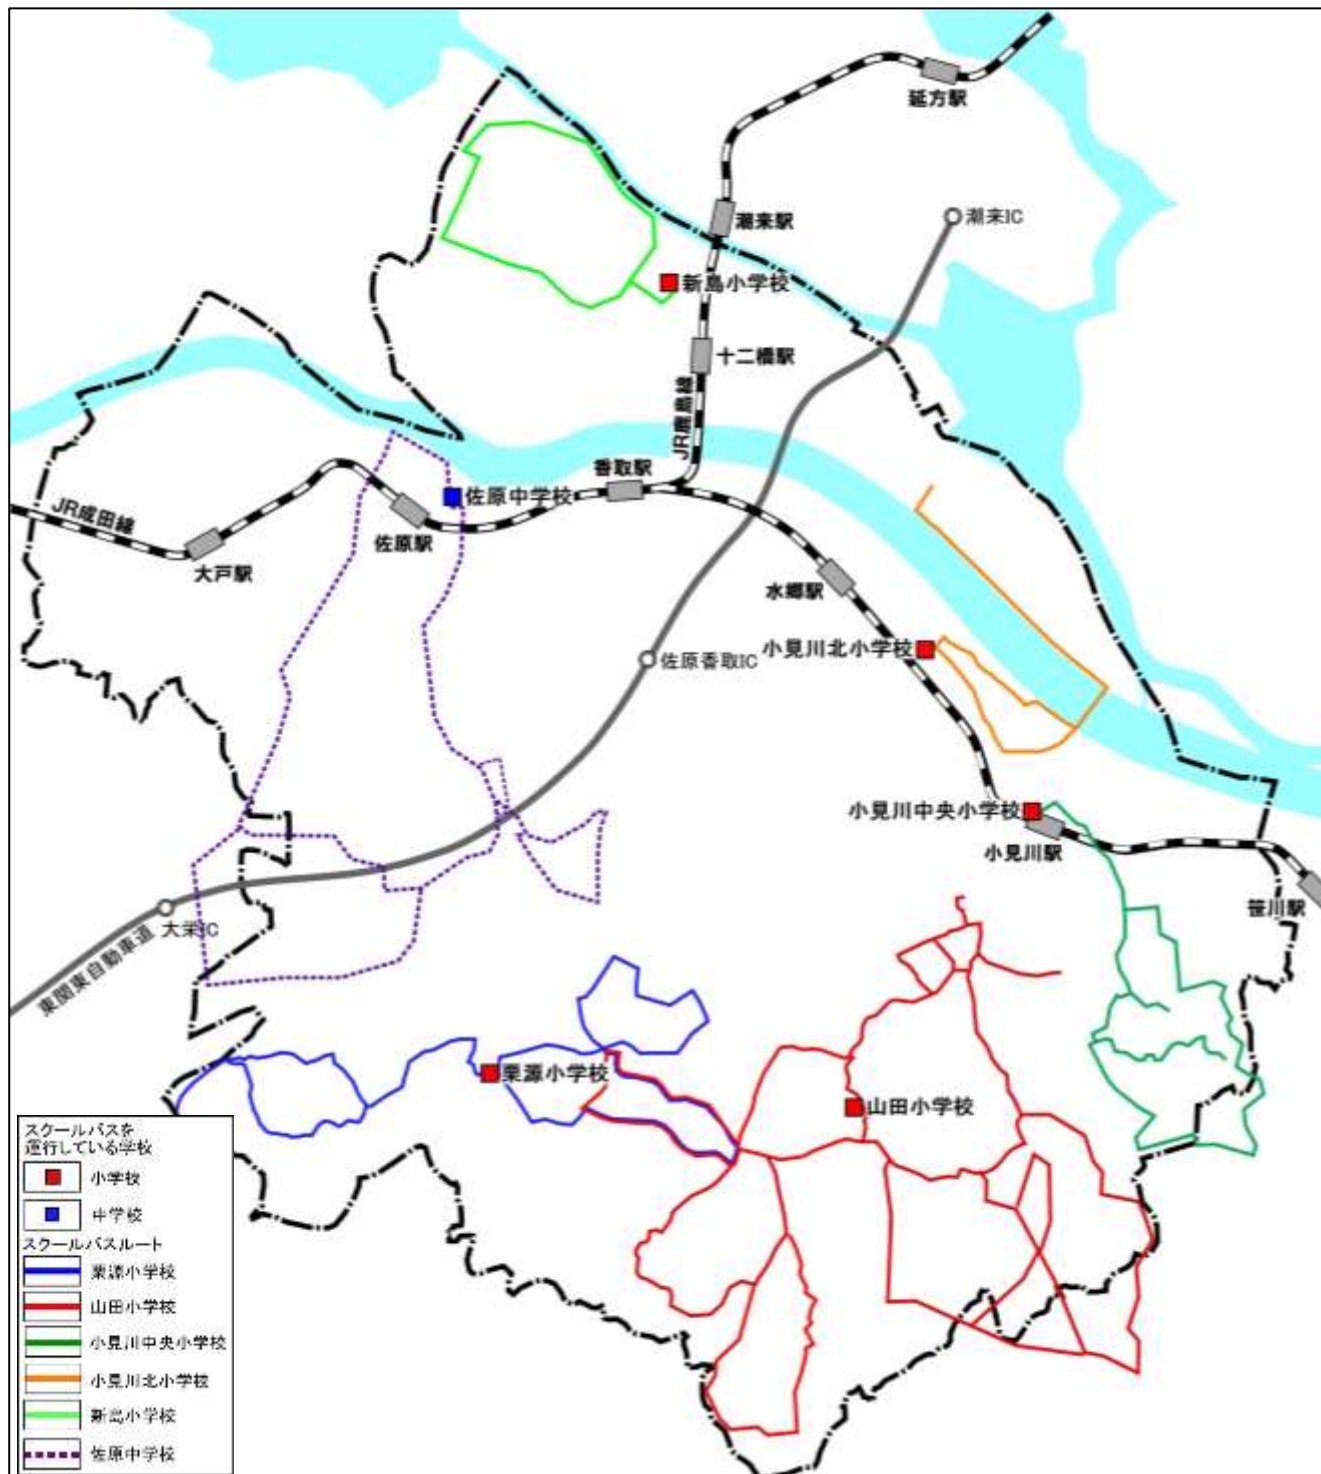 延方駅
潮来駅
潮来IC
新島小学校
十二橋駅
JR鹿島線
香取駅
佐原中学校
JR成田線
佐原駅
大戸駅
水郷駅
小見川北小学校
佐原香取IC
小見川中央小学校
小見川駅
笹川駅
大栄IC
東関東自動車道
栗源小学校
山田小学校
スクールバスを
運行している学校
小学校
中学校
スクールバスルート
栗源小学校
山田小学校
小見川中央小学校
小見川北小学校
新島小学校
佐原中学校